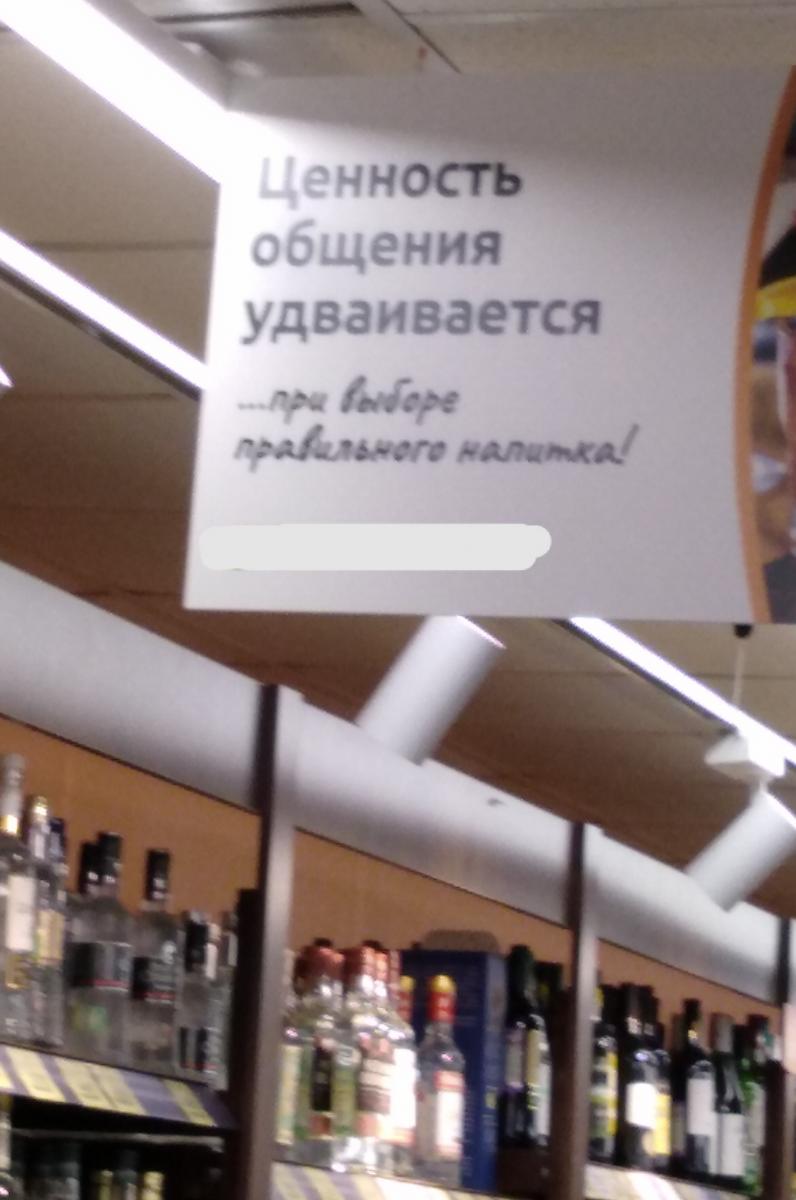 Ценность
общения
удваивается
...при выборе
правильного напитка!